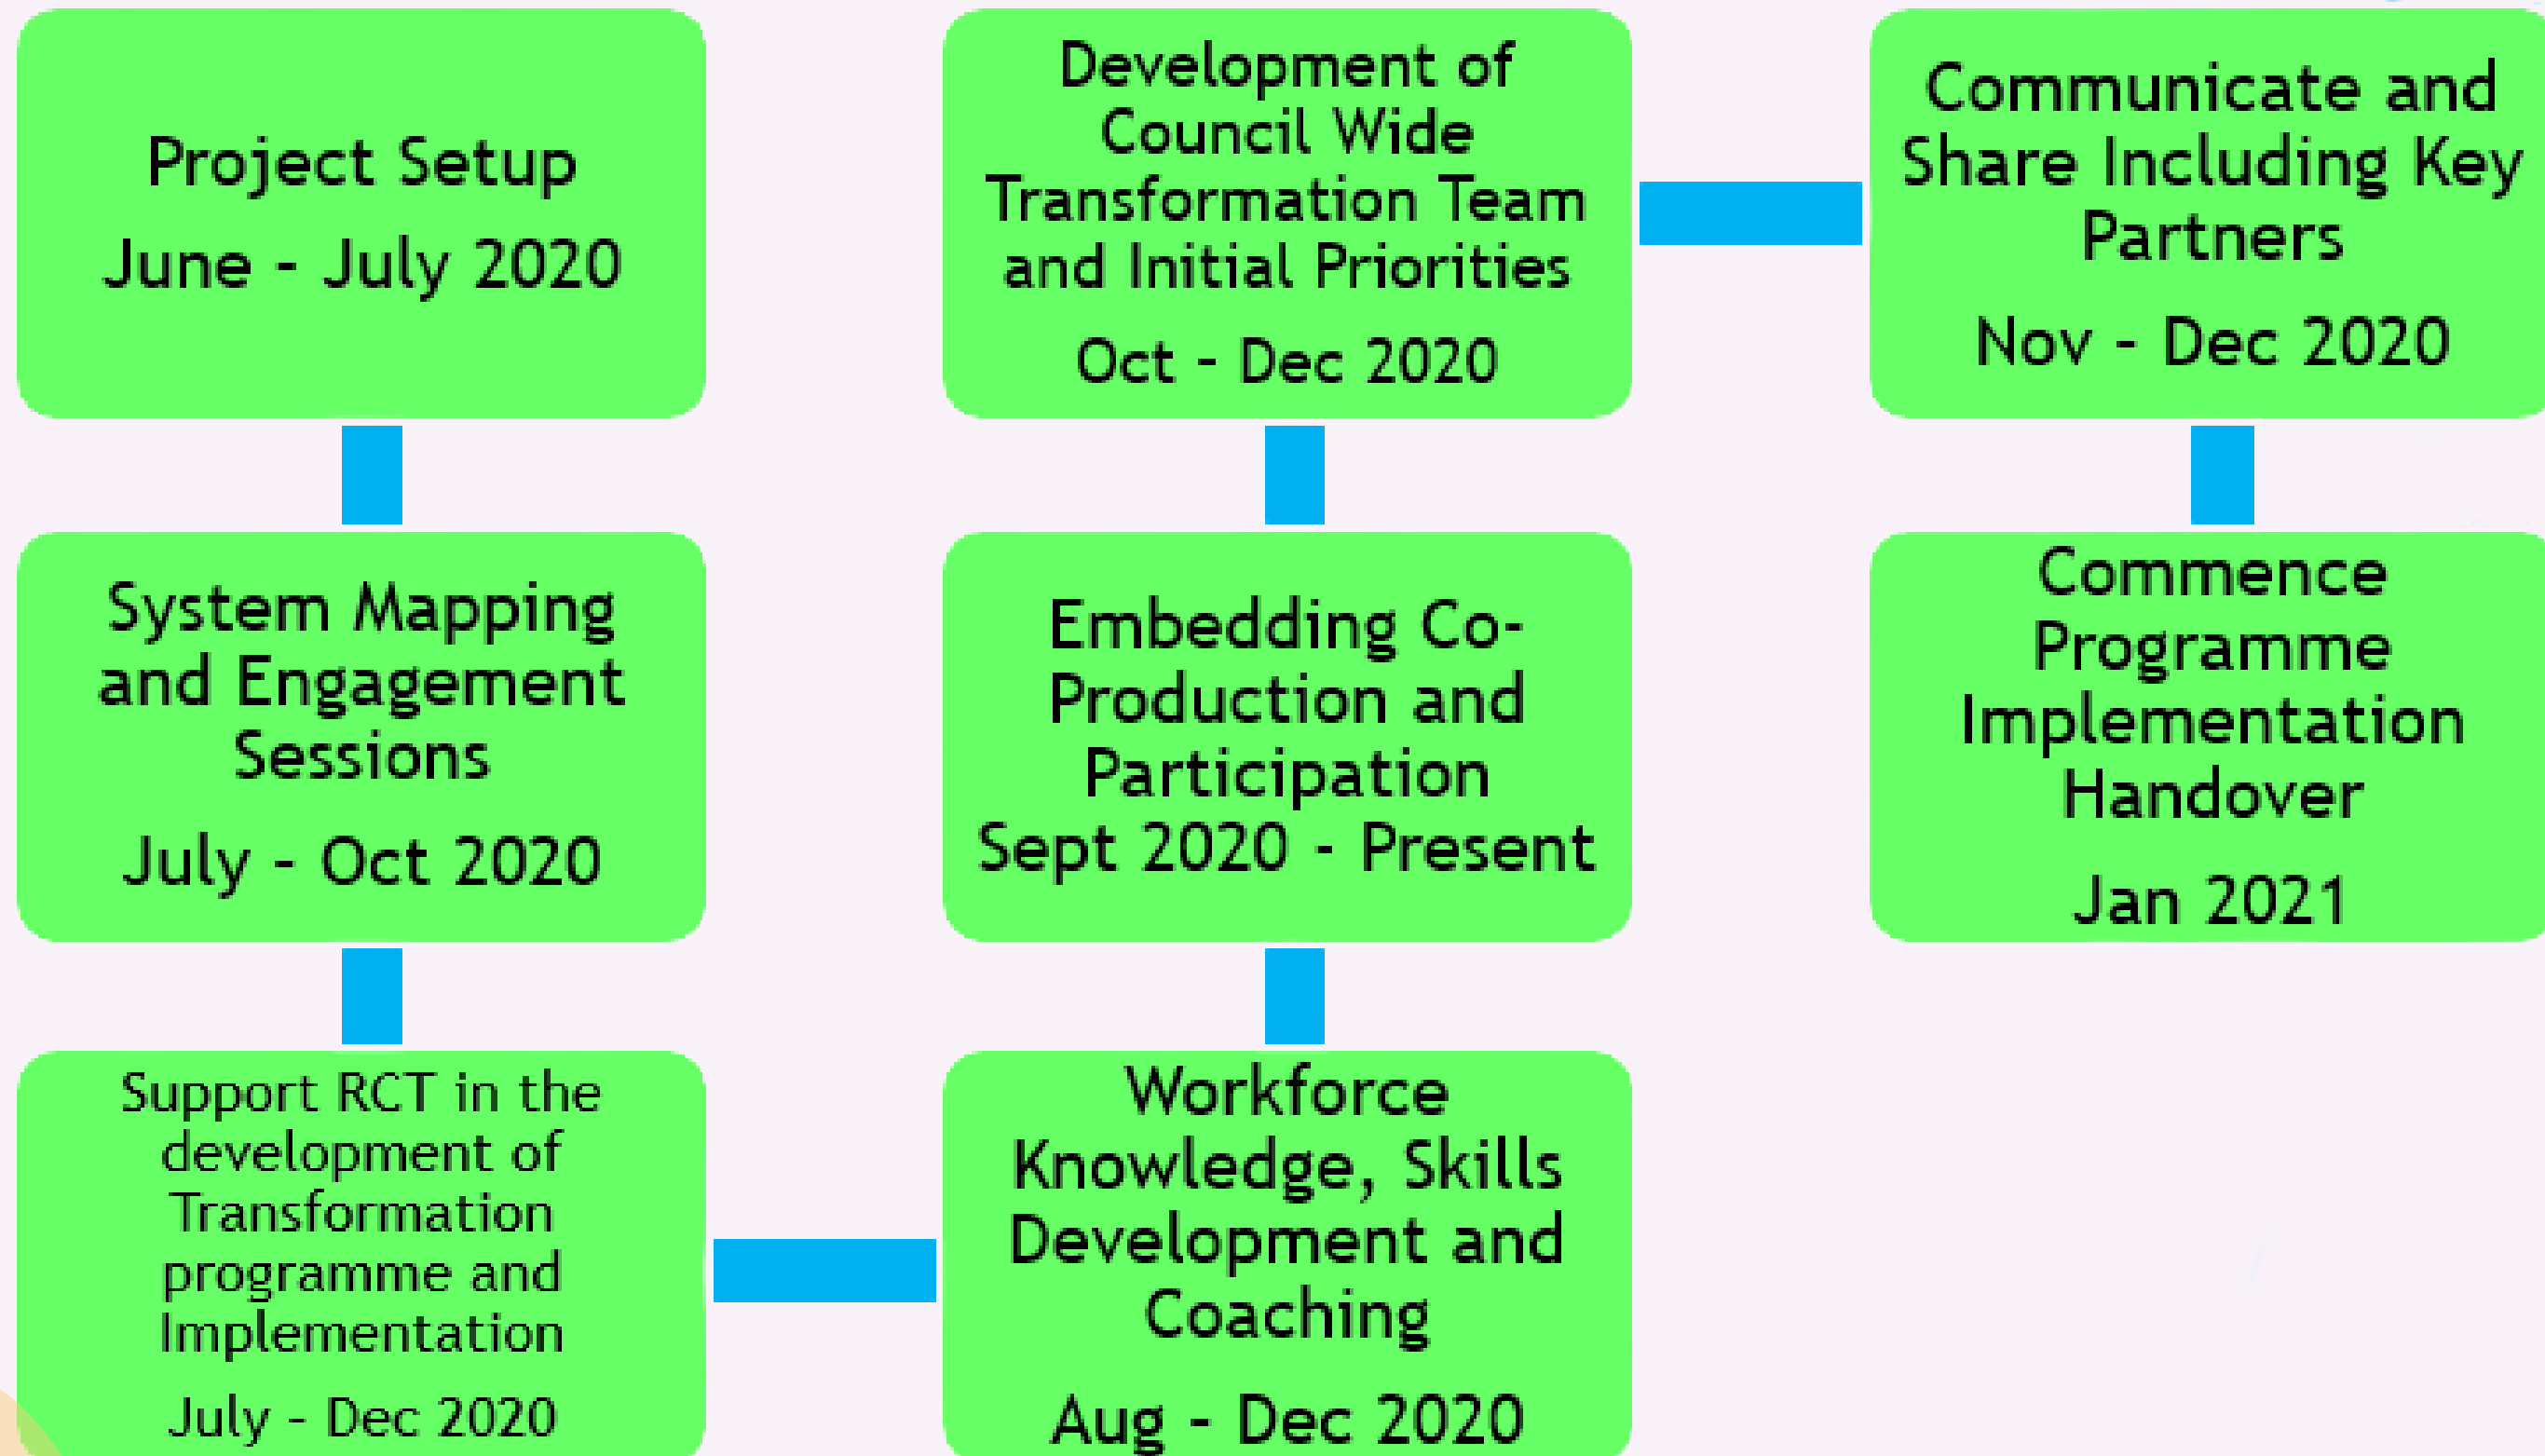 Project Setup
June - July 2020
System Mapping
and Engagement
Sessions
July - Oct 2020
Support RCT in the
development of
Transformation
programme and
Implementation
July - Dec 2020
Workforce
Knowledge, Skills
Development and
Coaching
Aug - Dec 2020
Embedding Co-
Production and
Participation
Sept 2020 - Present
Development of
Council Wide
Transformation Team
and Initial Priorities
Oct - Dec 2020
Communicate and
Share Including Key
Partners
Nov - Dec 2020
Commence
Programme
Implementation
Handover
Jan 2021